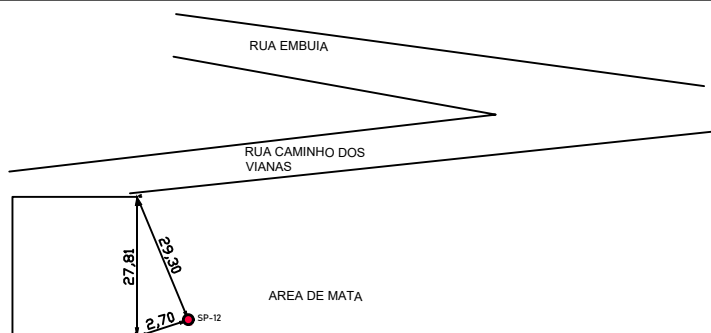 RUA EMBUIA
RUA CAMINHO DOS
VIANAS
27,81
29,30
AREA DE MATA
2,70
SP-12